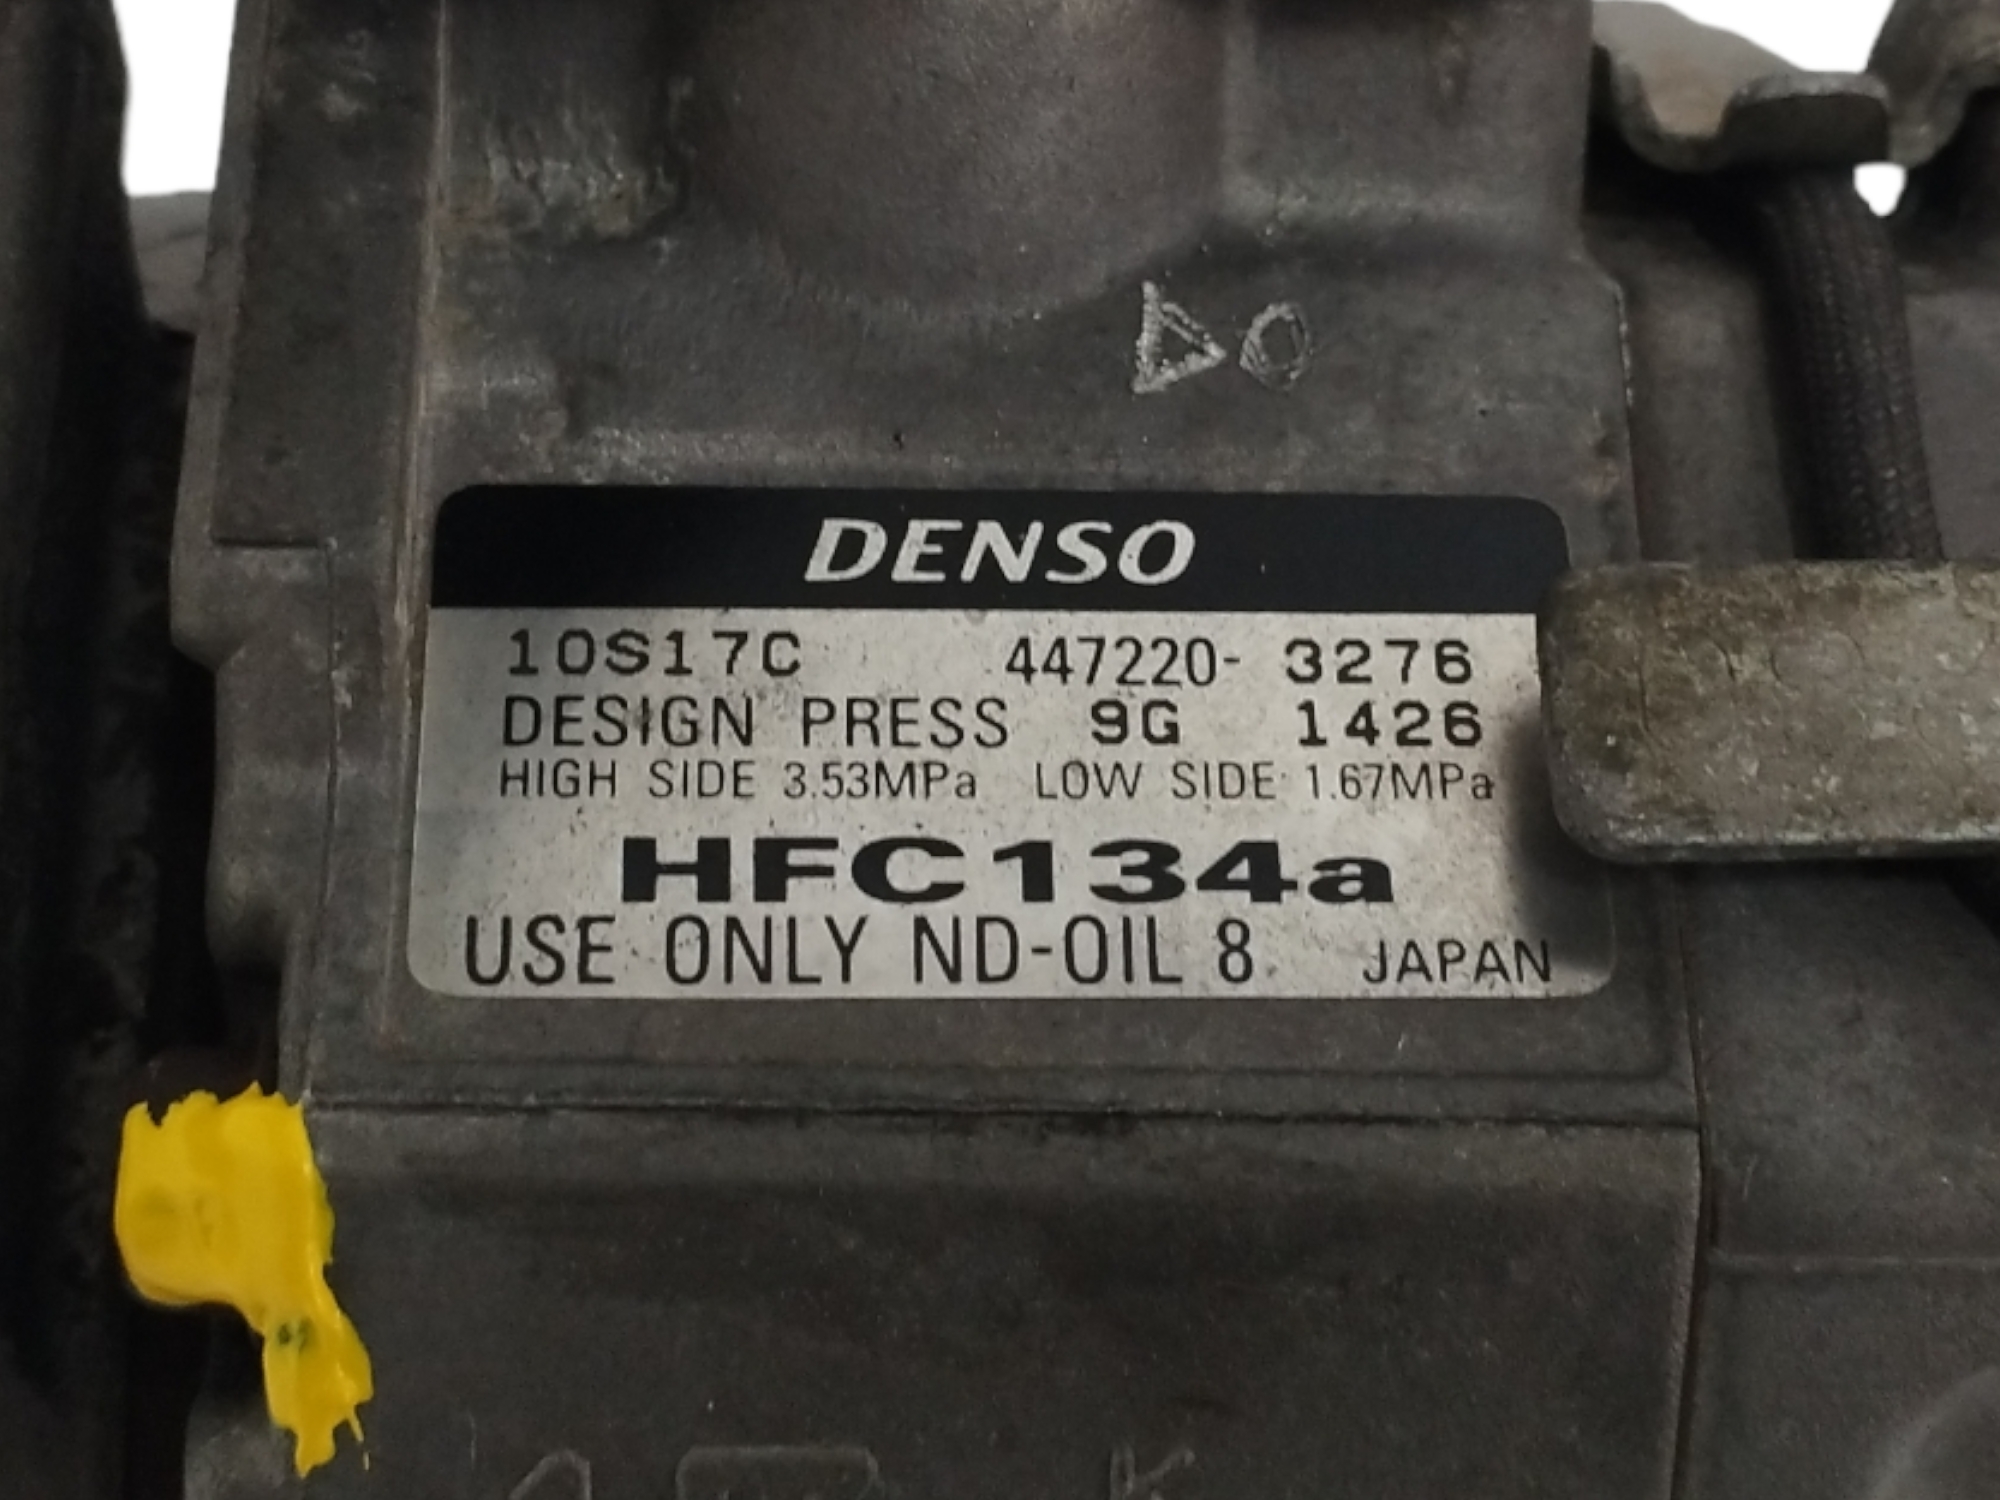 DENSO
10S17C 447220- 3276
DESIGN PRESS 9G 1426
HIGH SIDE 3.53MPa LOW SIDE 1.67MPa
HFC134a
USE ONLY ND-OIL 8 JAPAN